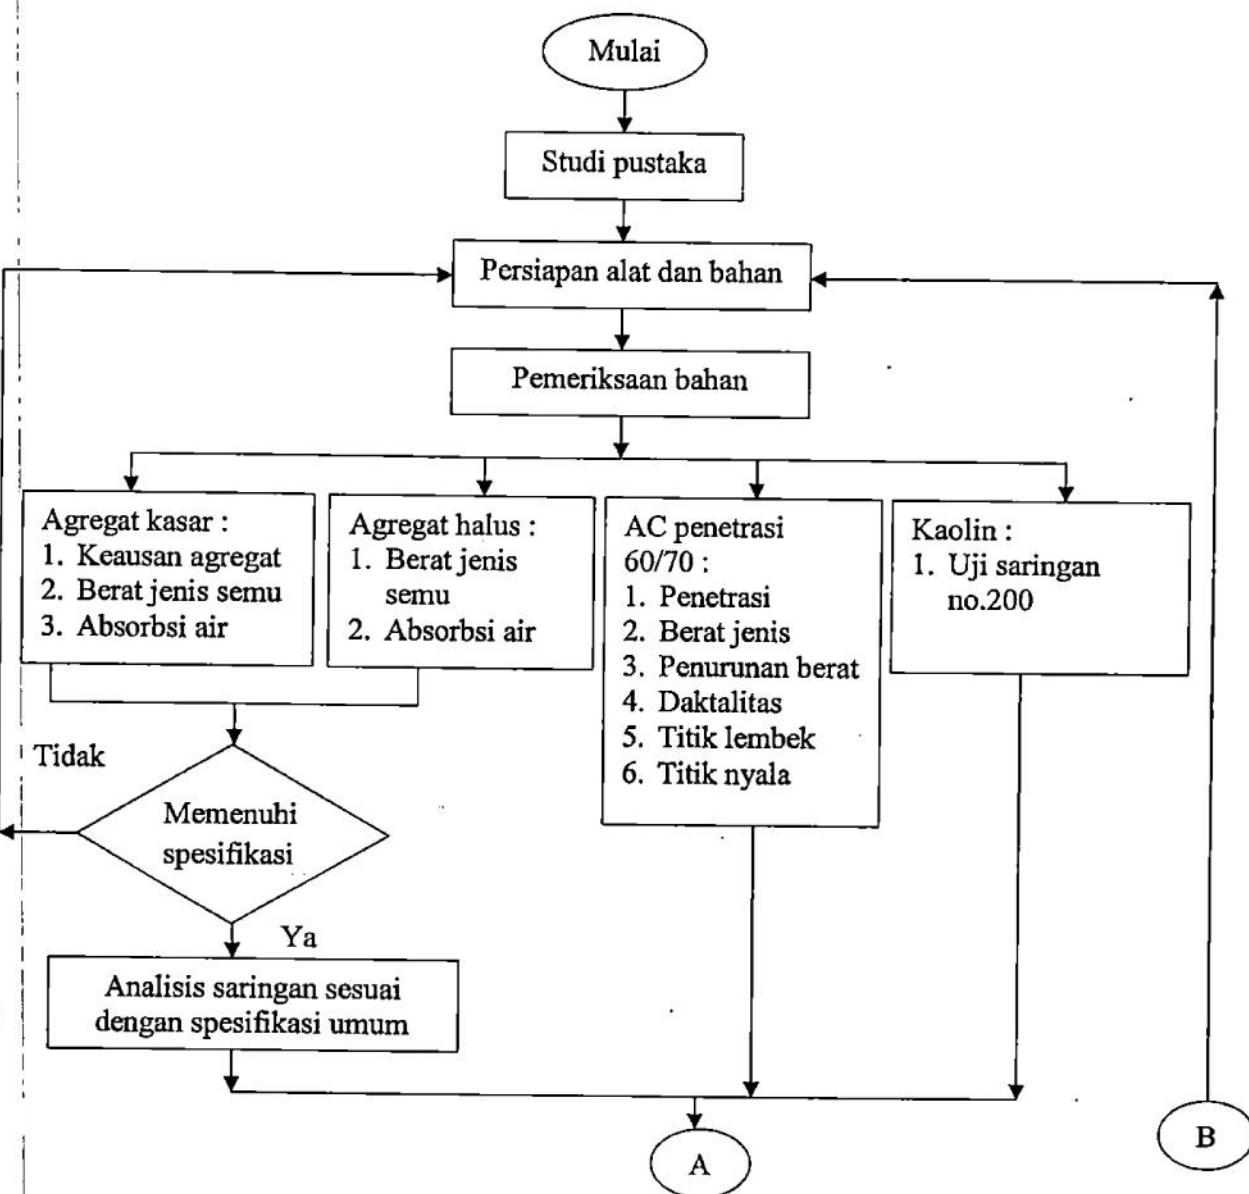 Mulai
Studi pustaka
Persiapan alat dan bahan
Pemeriksaan bahan
Agregat kasar :
1. Keausan agregat
2. Berat jenis semu
3. Absorbsi air
Agregat halus :
1. Berat jenis
semu
2. Absorbsi air
AC penetrasi
60/70 :
1. Penetrasi
2. Berat jenis
3. Penurunan berat
4. Daktalitas
5. Titik lembek
6. Titik nyala
Kaolin :
1. Uji saringan
no.200
Tidak
Memenuhi
spesifikasi
Ya
Analisis saringan sesuai
dengan spesifikasi umum
A
B